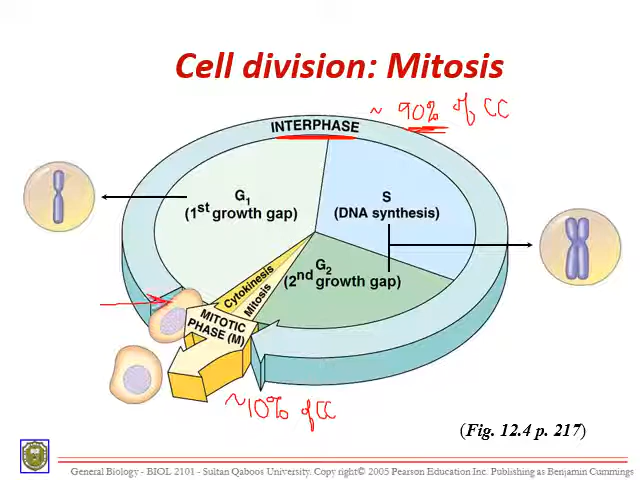 Cell division: Mitosis
~ 90% of CC
INTERPHASE
G1
(1st growth gap)
S
(DNA synthesis)
G2
(2nd growth gap)
Cytokinesis
Mitosis
MITOTIC
PHASE (M)
~10% of CC
(Fig. 12.4 p. 217)
General Biology - BIOL 2101 - Sultan Qaboos University. Copy right© 2005 Pearson Education Inc. Publishing as Benjamin Cummings